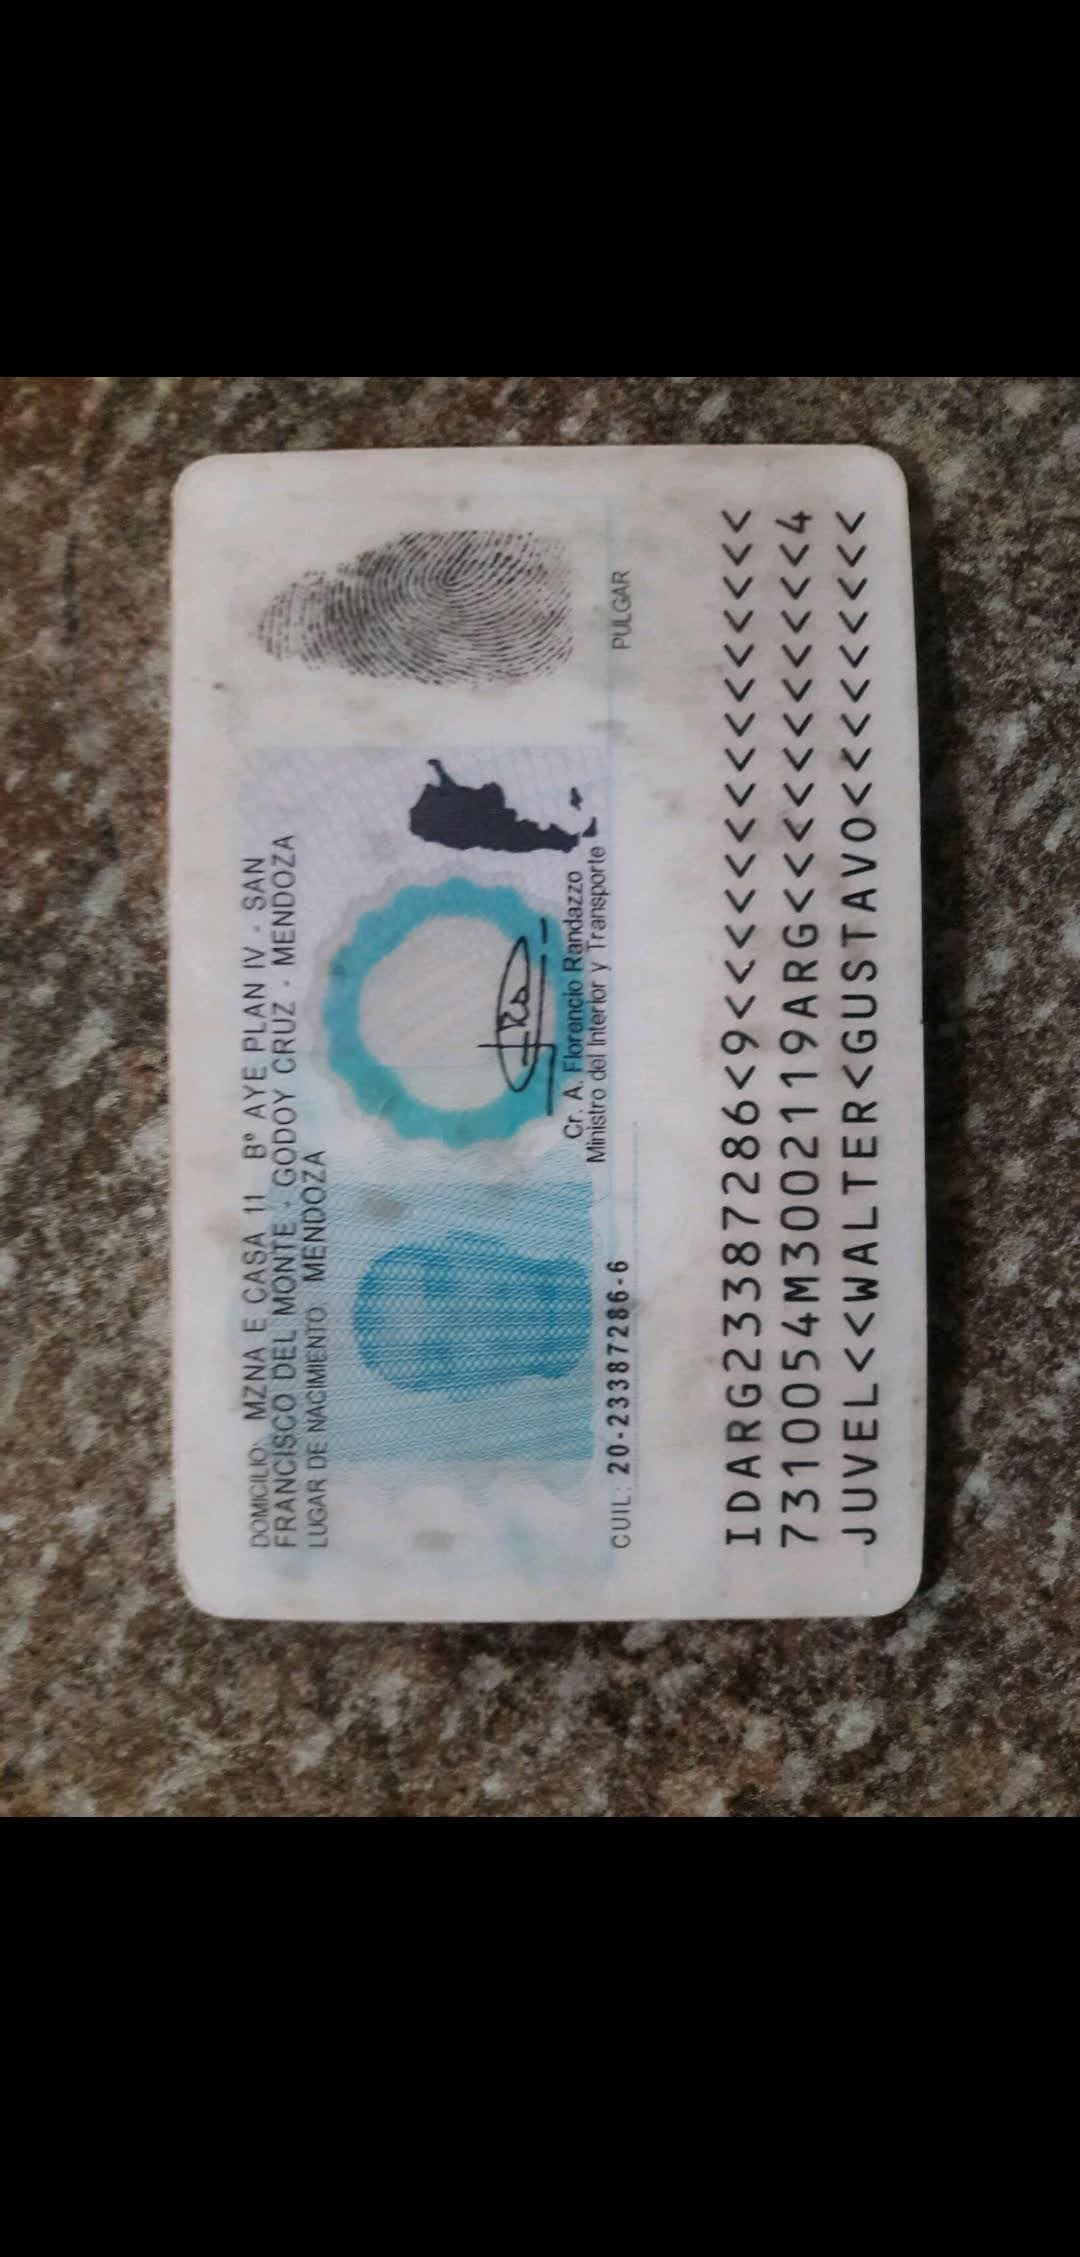 DOMICILIO: MZNA E CASA 11 Bº AYE PLAN IV - SAN
FRANCISCO DEL MONTE - GODOY CRUZ - MENDOZA
LUGAR DE NACIMIENTO MENDOZA
Cr. A. Florencio Randazzo
Ministro del Interior y Transporte
CUIL: 20-23387286-6
PULGAR
IDARG23387286<9<<<<<<<<<<<<<<<
7310054M3002119ARG<<<<<<<<<<<4
JUVEL<<WALTER<GUSTAVO<<<<<<<<<